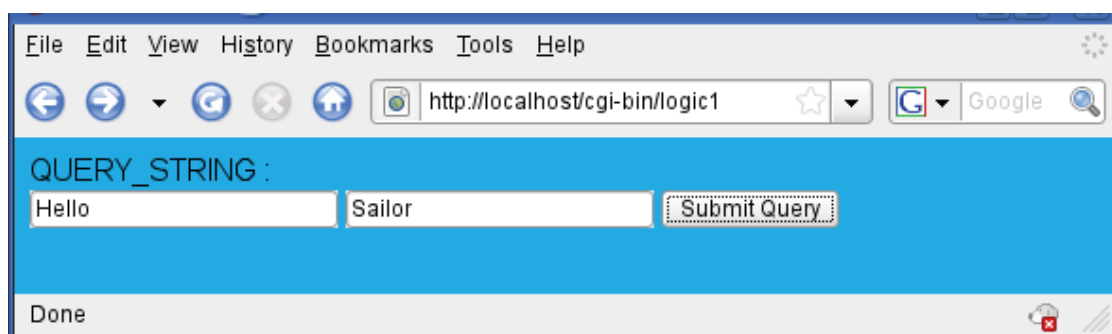 File Edit View History Bookmarks Tools Help
http://localhost/cgi-bin/logic1 G Google
QUERY_STRING :
Hello Sailor Submit Query
Done